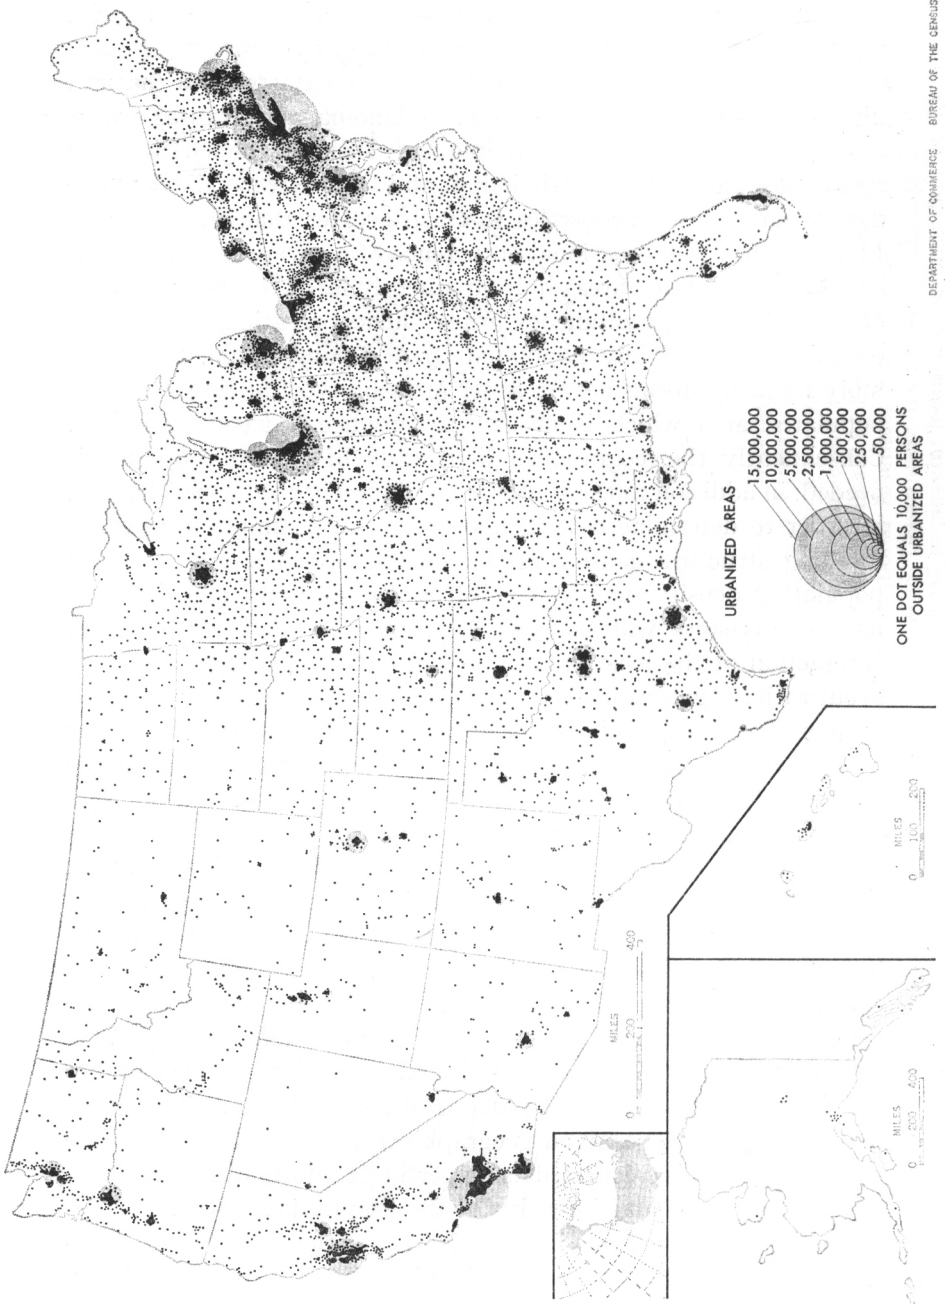 DEPARTMENT OF COMMERCE BUREAU OF THE CENSUS
URBANIZED AREAS
15,000,000
10,000,000
5,000,000
2,500,000
1,000,000
500,000
250,000
50,000
ONE DOT EQUALS 10,000 PERSONS
OUTSIDE URBANIZED AREAS
MILES
0 200 400
MILES
0 100 200
MILES
0 200 400